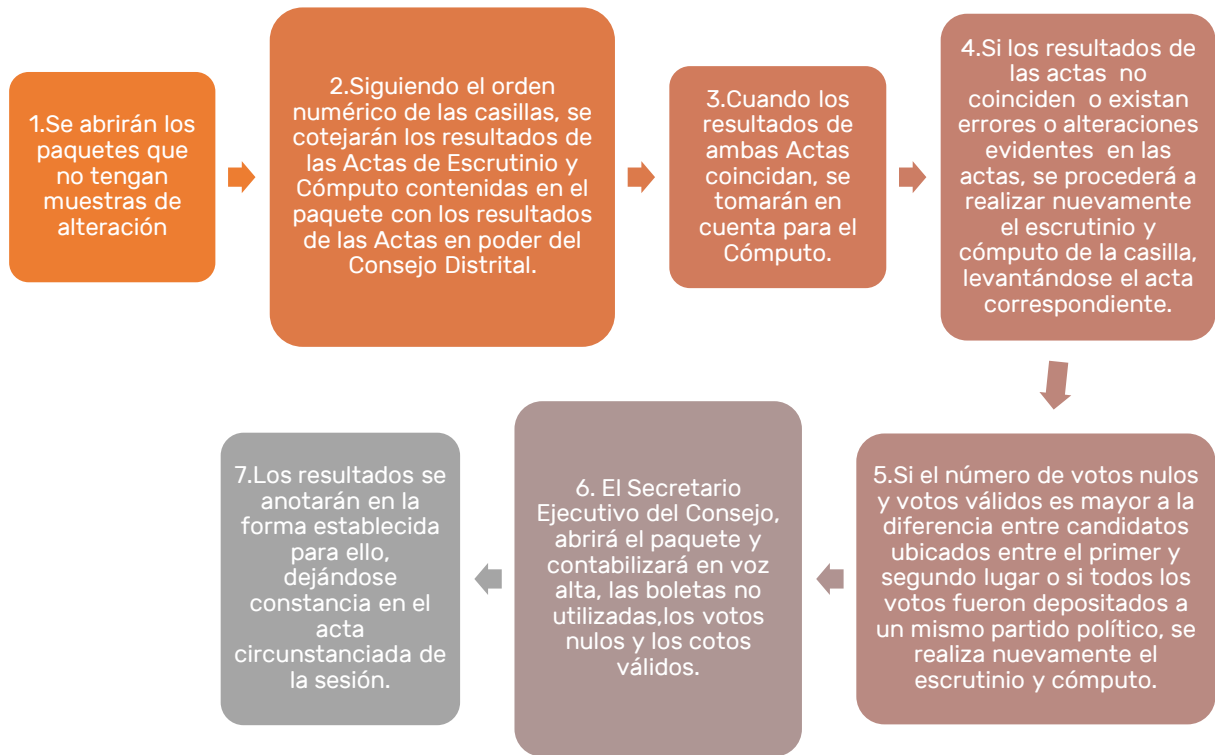 1.Se abrirán los
paquetes que
no tengan
muestras de
alteración
2.Siguiendo el orden
numérico de las casillas, se
cotejarán los resultados de
las Actas de Escrutinio y
Cómputo contenidas en el
paquete con los resultados
de las Actas en poder del
Consejo Distrital.
3.Cuando los
resultados de
ambas Actas
coincidan, se
tomarán en
cuenta para el
Cómputo.
4.Si los resultados de
las actas no
coinciden o existan
errores o alteraciones
evidentes en las
actas, se procederá a
realizar nuevamente
el escrutinio y
cómputo de la casilla,
levantándose el acta
correspondiente.
5.Si el número de votos nulos
y votos válidos es mayor a la
diferencia entre candidatos
ubicados entre el primer y
segundo lugar o si todos los
votos fueron depositados a
un mismo partido político, se
realiza nuevamente el
escrutinio y cómputo.
6. El Secretario
Ejecutivo del Consejo,
abrirá el paquete y
contabilizará en voz
alta, las boletas no
utilizadas,los votos
nulos y los cotos
válidos.
7.Los resultados se
anotarán en la
forma establecida
para ello,
dejándose
constancia en el
acta
circunstanciada de
la sesión.